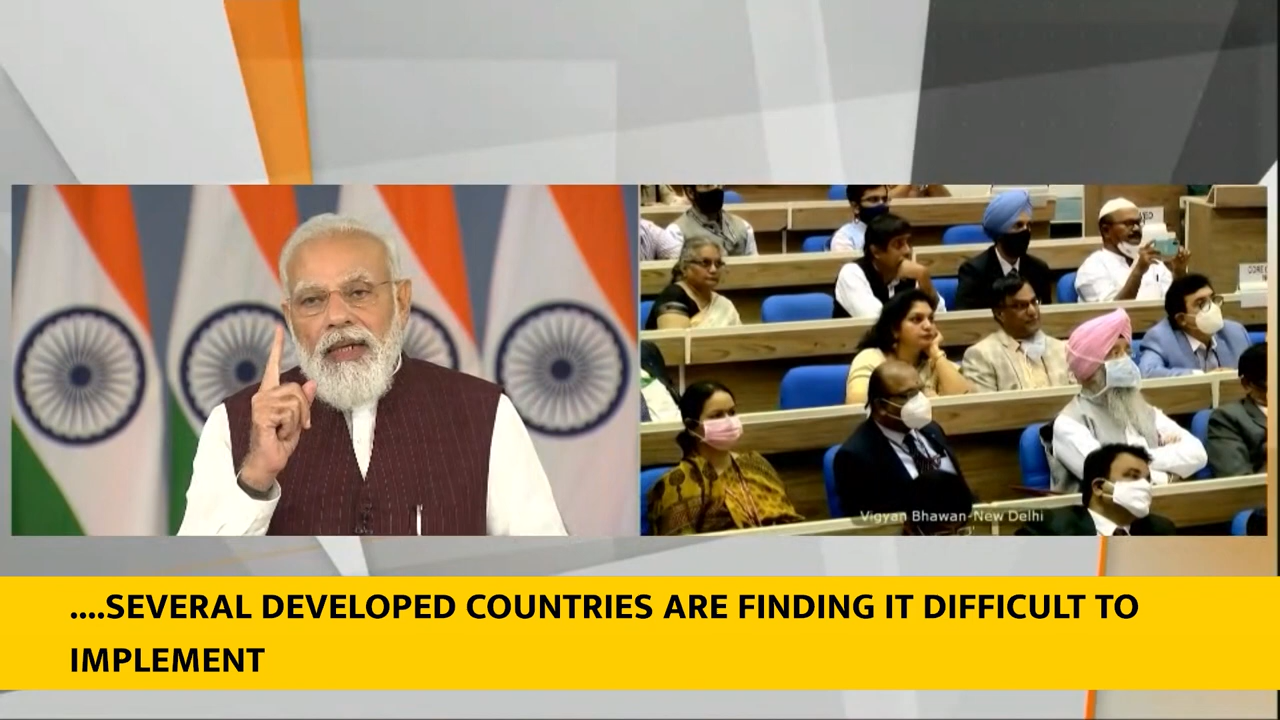 Vigyan Bhawan-New Delhi
....SEVERAL DEVELOPED COUNTRIES ARE FINDING IT DIFFICULT TO
IMPLEMENT